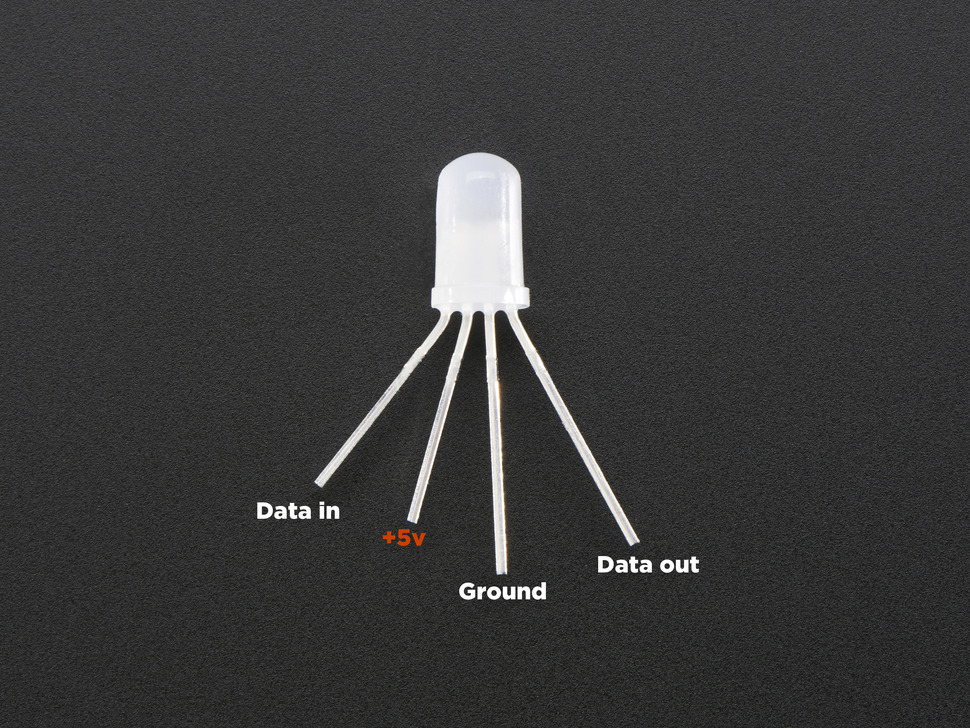 Data in
+5v
Ground
Data out